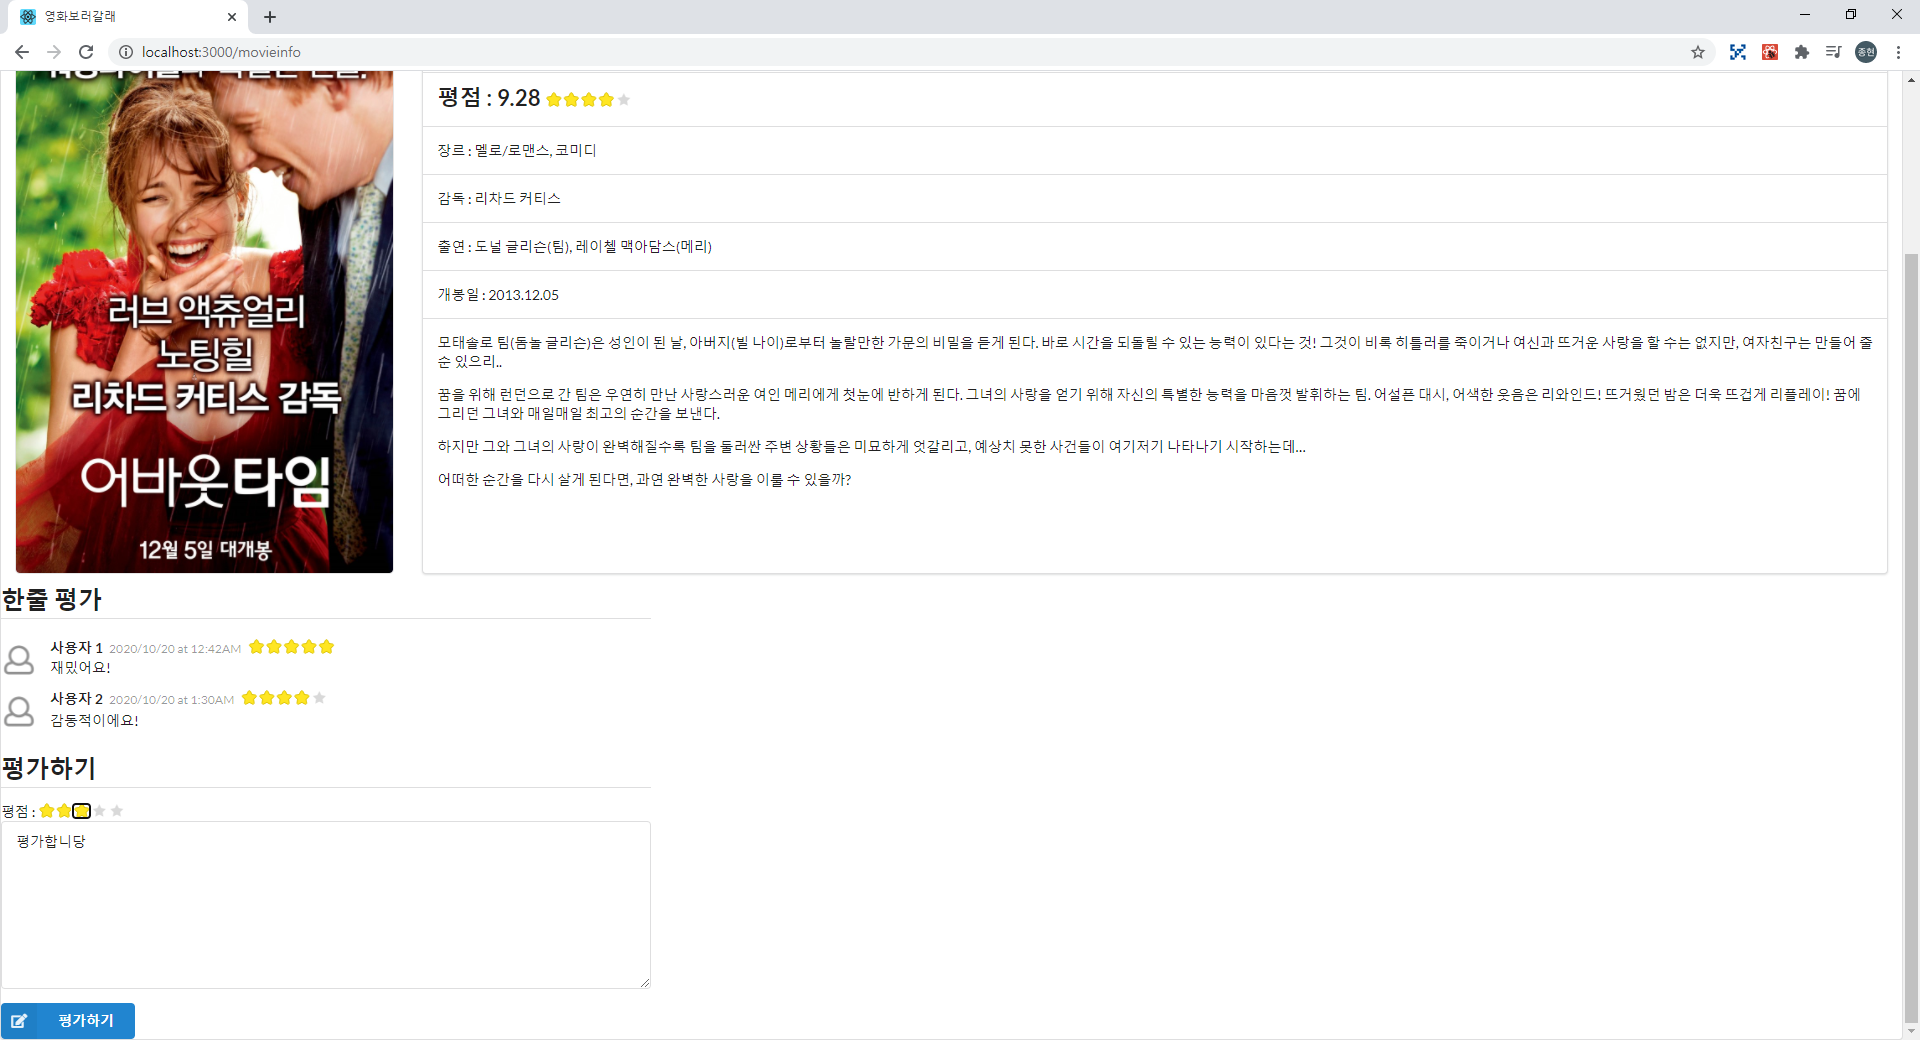 영화보러갈래
localhost:3000/movieinfo
종현
평점 : 9.28
장르 : 멜로/로맨스, 코미디
감독 : 리차드 커티스
출연 : 도널 글리슨(팀), 레이첼 맥아담스(메리)
개봉일 : 2013.12.05
모태솔로 팀(돔놀 글리슨)은 성인이 된 날, 아버지(빌 나이)로부터 놀랄만한 가문의 비밀을 듣게 된다. 바로 시간을 되돌릴 수 있는 능력이 있다는 것! 그것이 비록 히틀러를 죽이거나 여신과 뜨거운 사랑을 할 수는 없지만, 여자친구는 만들어 줄
순 있으리..
꿈을 위해 런던으로 간 팀은 우연히 만난 사랑스러운 여인 메리에게 첫눈에 반하게 된다. 그녀의 사랑을 얻기 위해 자신의 특별한 능력을 마음껏 발휘하는 팀. 어설픈 대시, 어색한 웃음은 리와인드! 뜨거웠던 밤은 더욱 뜨겁게 리플레이! 꿈에
그리던 그녀와 매일매일 최고의 순간을 보낸다.
하지만 그와 그녀의 사랑이 완벽해질수록 팀을 둘러싼 주변 상황들은 미묘하게 엇갈리고, 예상치 못한 사건들이 여기저기 나타나기 시작하는데...
어떠한 순간을 다시 살게 된다면, 과연 완벽한 사랑을 이룰 수 있을까?
러브 액츄얼리
노팅힐
리차드 커티스 감독
어바웃타임
12월 5일 대개봉
한줄 평가
사용자 1 2020/10/20 at 12:42AM
재밌어요!
사용자 2 2020/10/20 at 1:30AM
감동적이에요!
평가하기
평점 :
평가합니당
평가하기